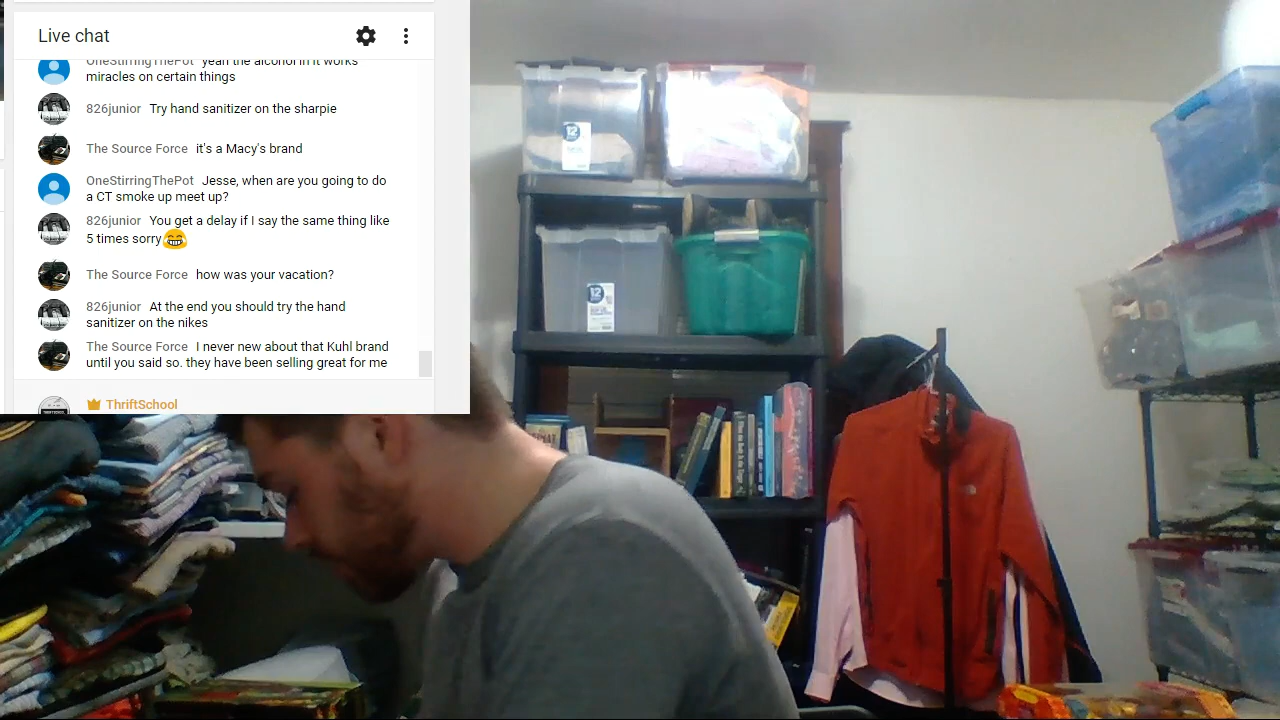 Live chat
OneStirringThePot yeah the alcohol in it works
miracles on certain things
826junior Try hand sanitizer on the sharpie
The Source Force it's a Macy's brand
OneStirringThePot Jesse, when are you going to do
a CT smoke up meet up?
826junior You get a delay if I say the same thing like
5 times sorry😂
The Source Force how was your vacation?
826junior At the end you should try the hand
sanitizer on the nikes
The Source Force I never new about that Kuhl brand
until you said so. they have been selling great for me
ThriftSchool
12
12